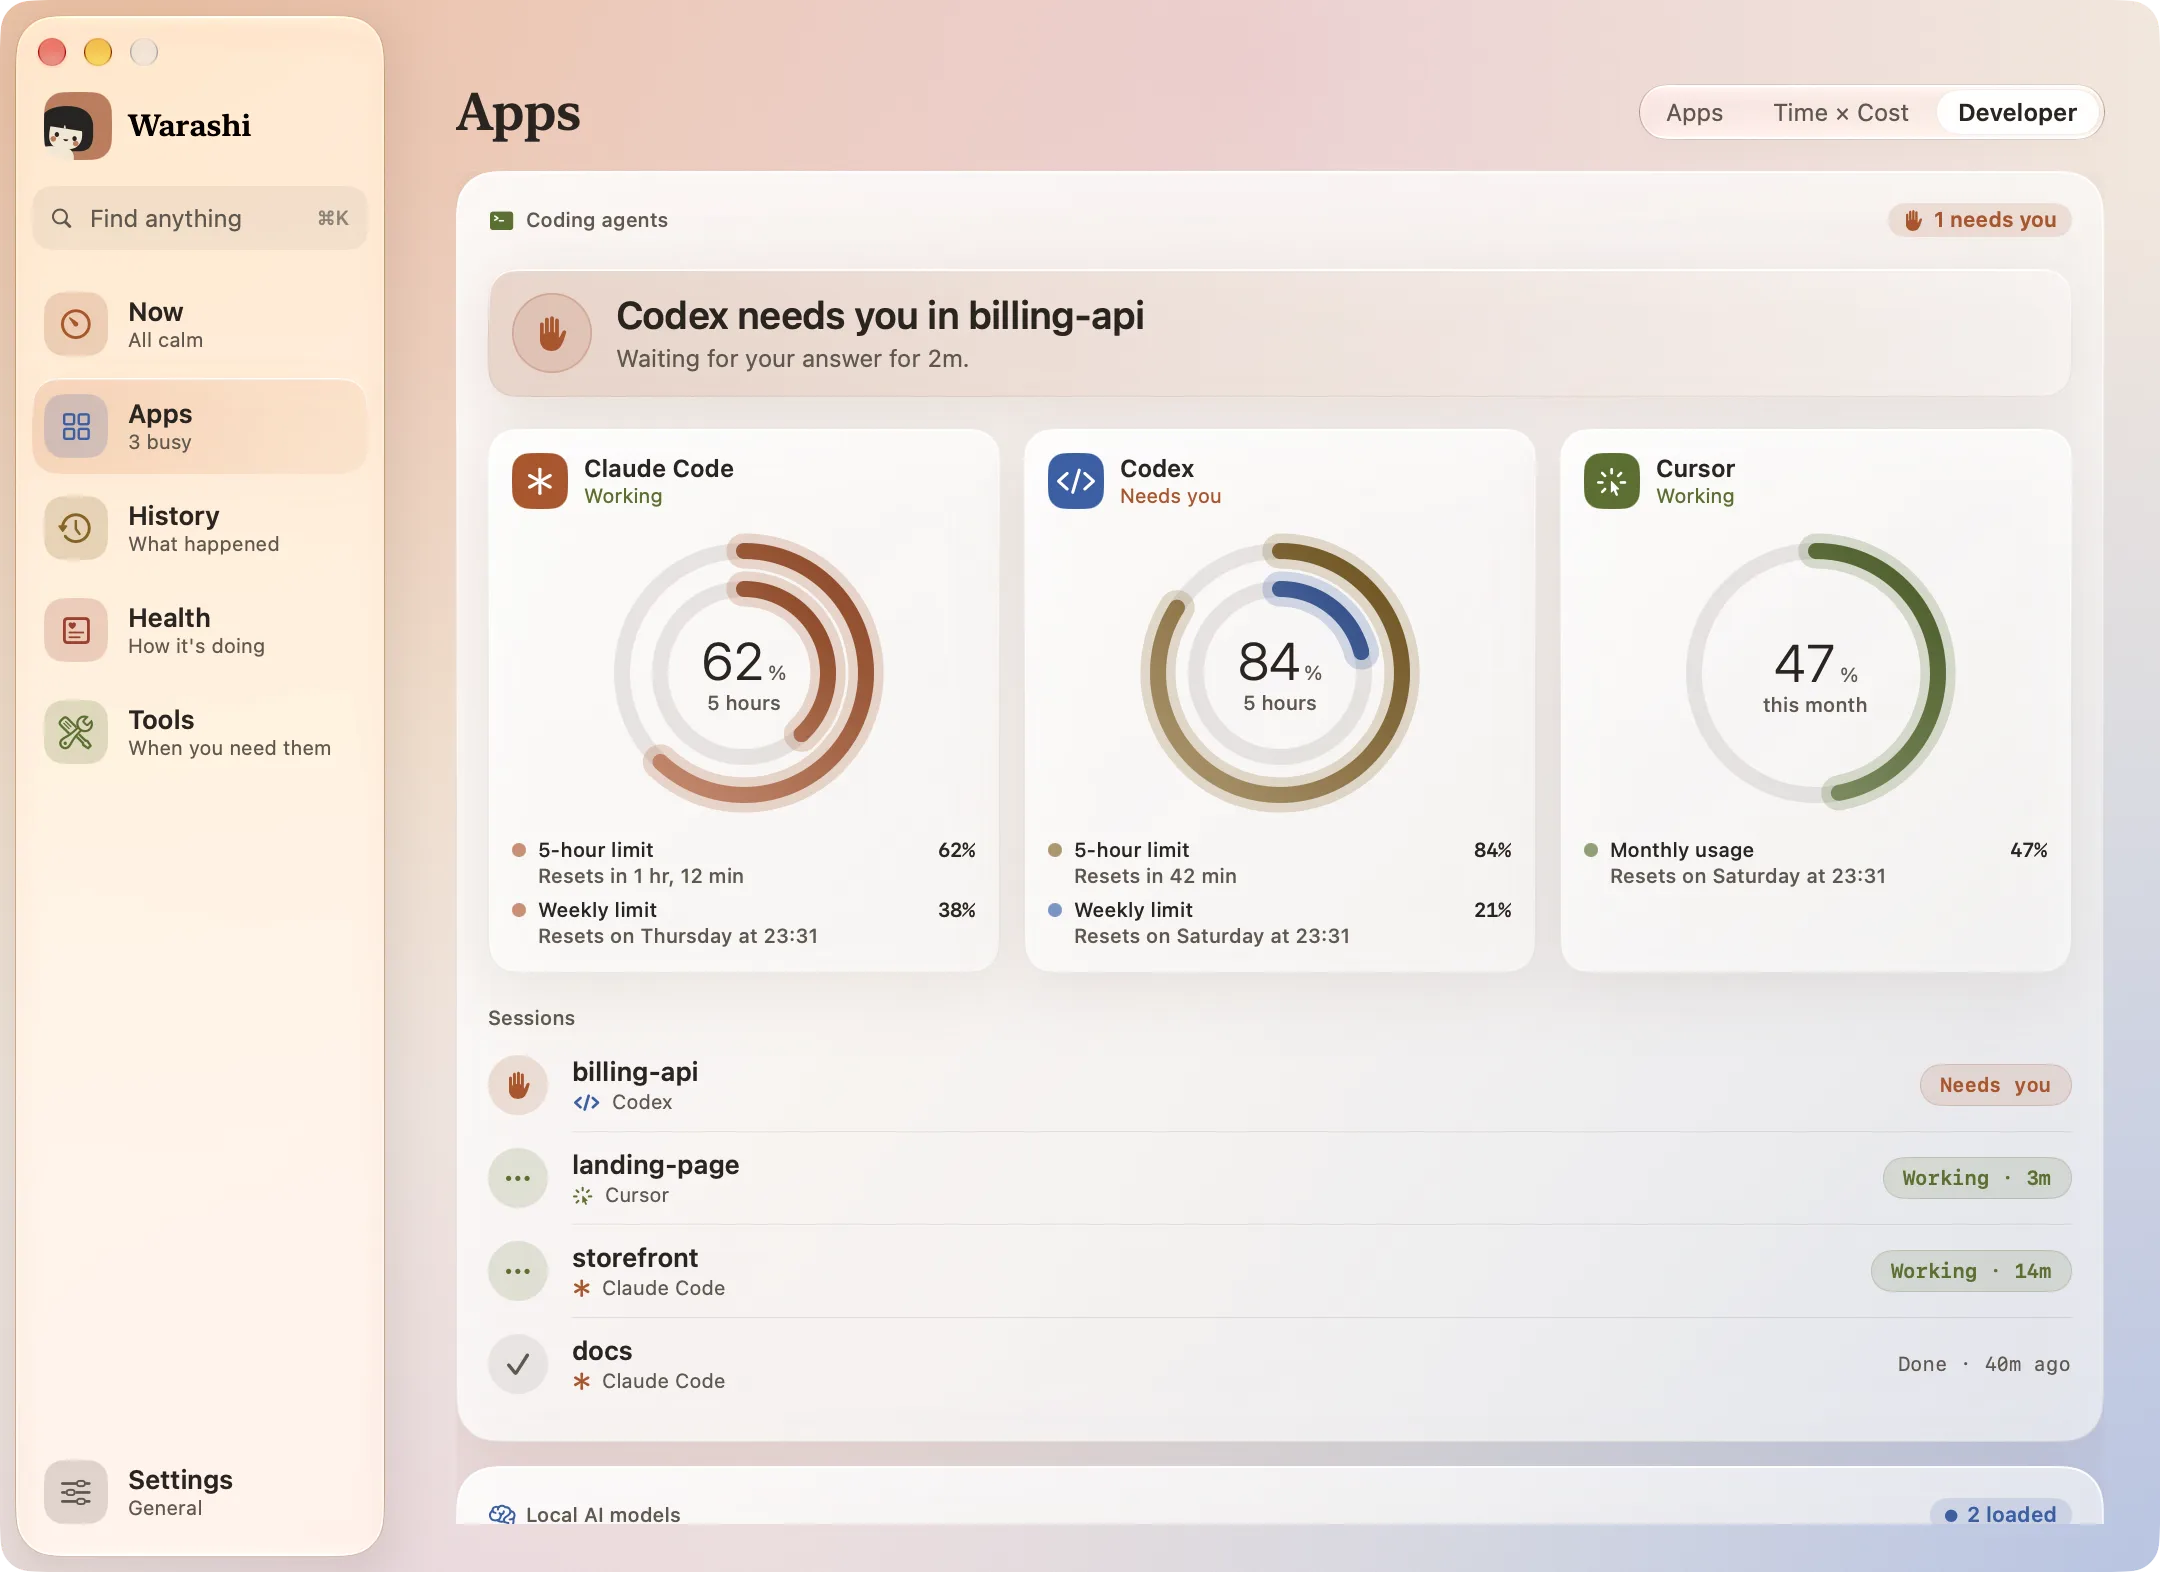 Warashi
Find anything ⌘K
Now
All calm
Apps
3 busy
History
What happened
Health
How it's doing
Tools
When you need them
Settings
General
Apps
Apps Time × Cost Developer
Coding agents
1 needs you
Codex needs you in billing-api
Waiting for your answer for 2m.
Claude Code
Working
62%
5 hours
5-hour limit 62%
Resets in 1 hr, 12 min
Weekly limit 38%
Resets on Thursday at 23:31
Codex
Needs you
84%
5 hours
5-hour limit 84%
Resets in 42 min
Weekly limit 21%
Resets on Saturday at 23:31
Cursor
Working
47%
this month
Monthly usage 47%
Resets on Saturday at 23:31
Sessions
billing-api
Codex
Needs you
landing-page
Cursor
Working · 3m
storefront
Claude Code
Working · 14m
docs
Claude Code
Done · 40m ago
Local AI models
2 loaded